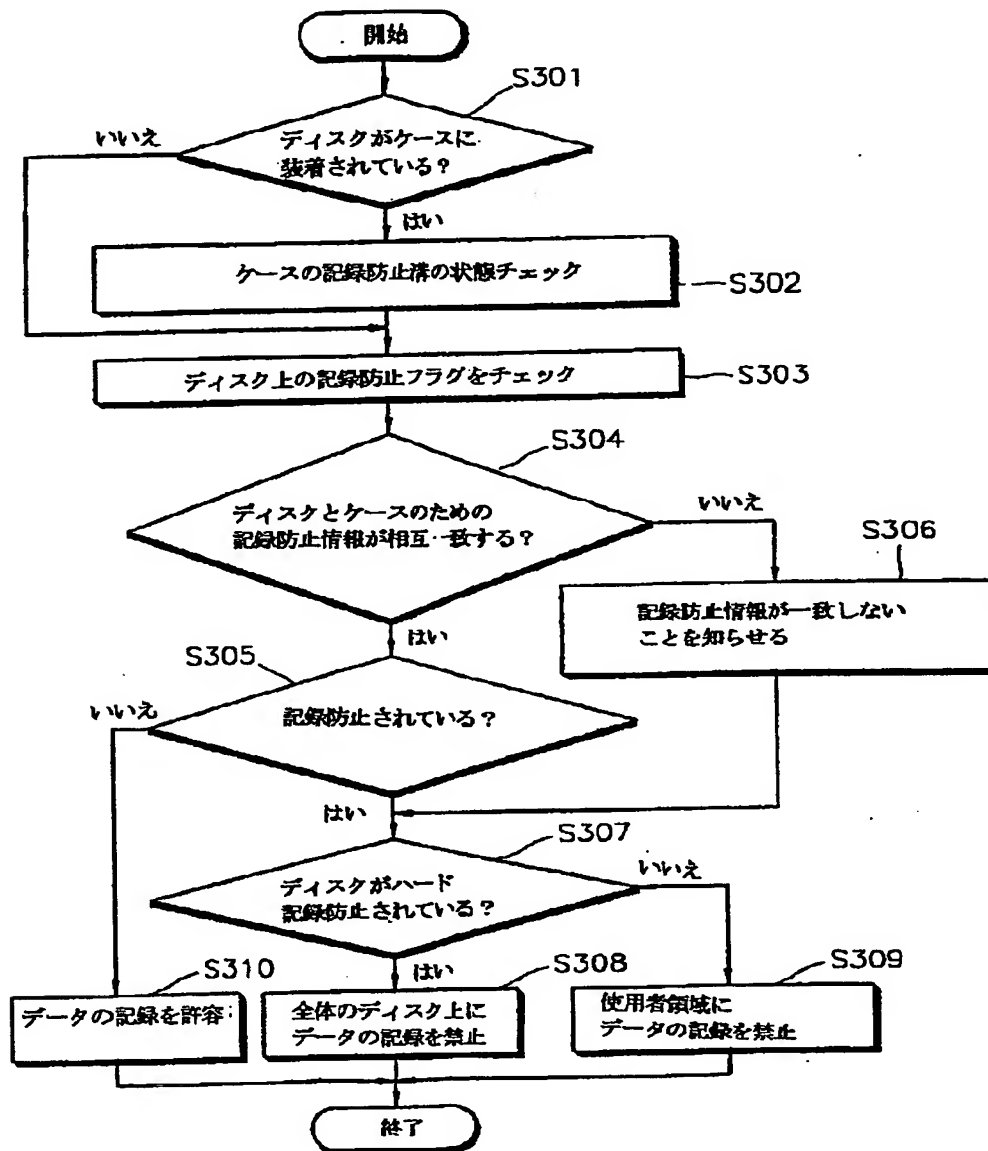 開始
S301
いいえ
ディスクがケースに
装着されている?
はい
ケースの記録防止溝の状態チェック
S302
ディスク上の記録防止フラグをチェック
S303
S304
ディスクとケースのための
記録防止情報が相互一致する?
いいえ
S306
記録防止情報が一致しない
ことを知らせる
はい
S305
いいえ
記録防止されている?
はい
S307
ディスクがハード
記録防止されている?
いいえ
はい
S310
データの記録を許容
S308
全体のディスク上に
データの記録を禁止
S309
使用者領域に
データの記録を禁止
終了